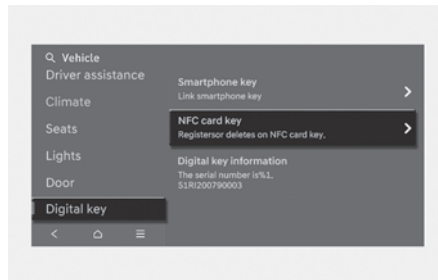 Vehicle
Driver assistance
Climate
Seats
Lights
Door
Digital key
Smartphone key
Link smartphone key
NFC card key
Registersor deletes on NFC card key,
Digital key information
The serial number is%1,
S1RI200790003